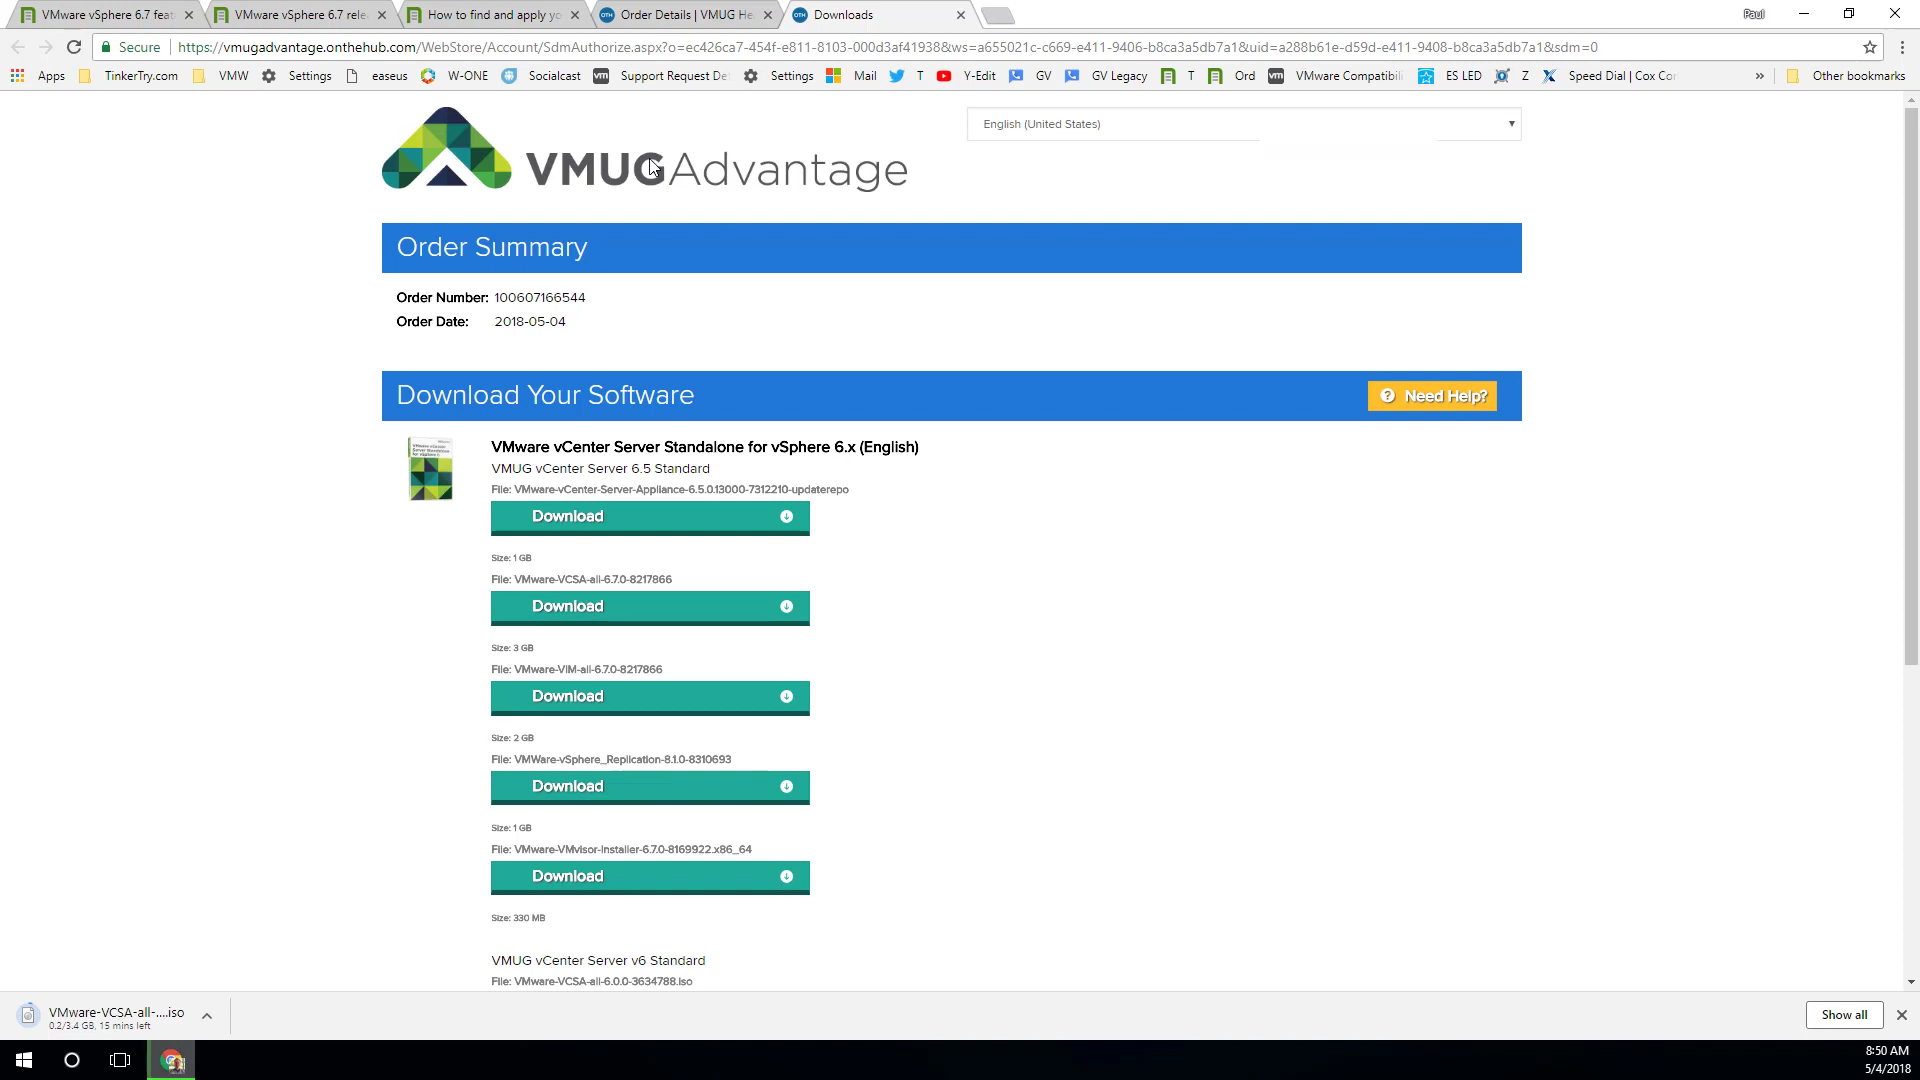 VMware vSphere 6.7 feat
VMware vSphere 6.7 rele
How to find and apply yo
Order Details | VMUG He
Downloads
Paul
Secure
https://vmugadvantage.onthehub.com/WebStore/Account/SdmAuthorize.aspx?o=ec426ca7-454f-e811-8103-000d3af41938&ws=a655021c-c669-e411-9406-b8ca3a5db7a1&uid=a288b61e-d59d-e411-9408-b8ca3a5db7a1&sdm=0
Apps
TinkerTry.com
VMW
Settings
easeus
W-ONE
Socialcast
vm
Support Request De
Settings
Mail
T
Y-Edit
GV
GV Legacy
T
Ord
vm
VMware Compatibili
ES LED
Z
Speed Dial | Cox Cor
»
Other bookmarks
VMUGAdvantage
English (United States)
Order Summary
Order Number: 100607166544
Order Date: 2018-05-04
Download Your Software
Need Help?
VMware vCenter Server Standalone for vSphere 6.x (English)
VMUG vCenter Server 6.5 Standard
File: VMware-vCenter-Server-Appliance-6.5.0.13000-7312210-updaterepo
Download
Size: 1 GB
File: VMware-VCSA-all-6.7.0-8217866
Download
Size: 3 GB
File: VMware-VIM-all-6.7.0-8217866
Download
Size: 2 GB
File: VMWare-vSphere_Replication-8.1.0-8310693
Download
Size: 1 GB
File: VMware-VMvisor-Installer-6.7.0-8169922.x86_64
Download
Size: 330 MB
VMUG vCenter Server v6 Standard
File: VMware-VCSA-all-6.0.0-3634788.iso
VMware-VCSA-all-....iso
0.2/3.4 GB, 15 mins left
Show all
8:50 AM
5/4/2018